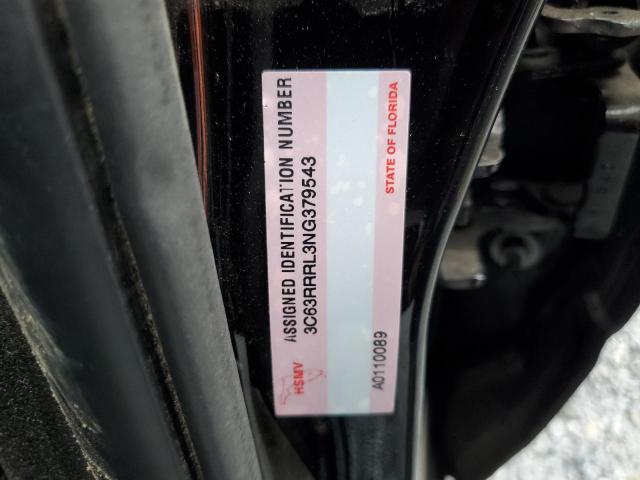 ASSIGNED IDENTIFICATION NUMBER
3C63RRRL3NG379543
HSMV
A0110089
STATE OF FLORIDA